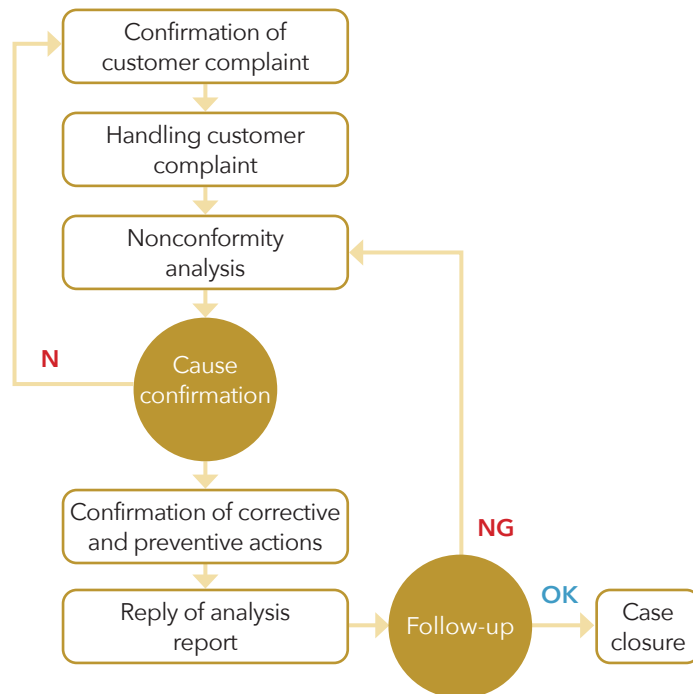 Confirmation of
customer complaint
Handling customer
complaint
Nonconformity
analysis
N
Cause
confirmation
Confirmation of corrective
and preventive actions
NG
Reply of analysis
report
Follow-up
OK
Case
closure